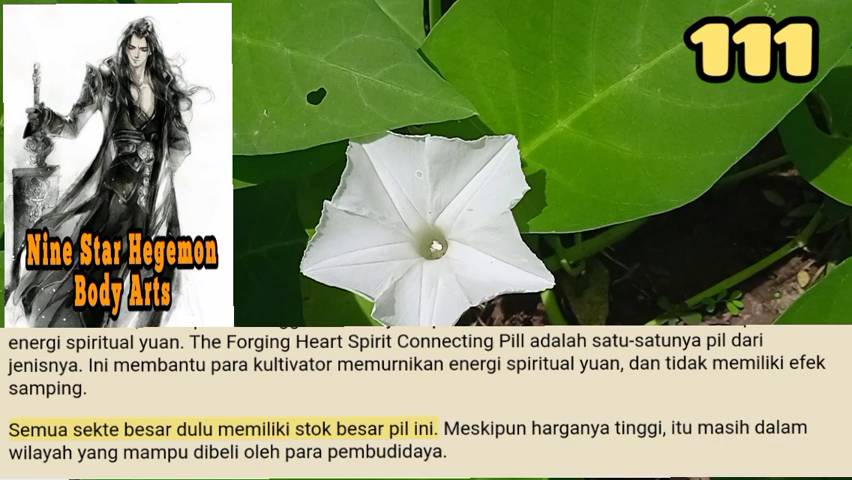 111
Nine Star Hegemon
Body Arts
energi spiritual yuan. The Forging Heart Spirit Connecting Pill adalah satu-satunya pil dari
jenisnya. Ini membantu para kultivator memurnikan energi spiritual yuan, dan tidak memiliki efek
samping.
Semua sekte besar dulu memiliki stok besar pil ini. Meskipun harganya tinggi, itu masih dalam
wilayah yang mampu dibeli oleh para pembudidaya.